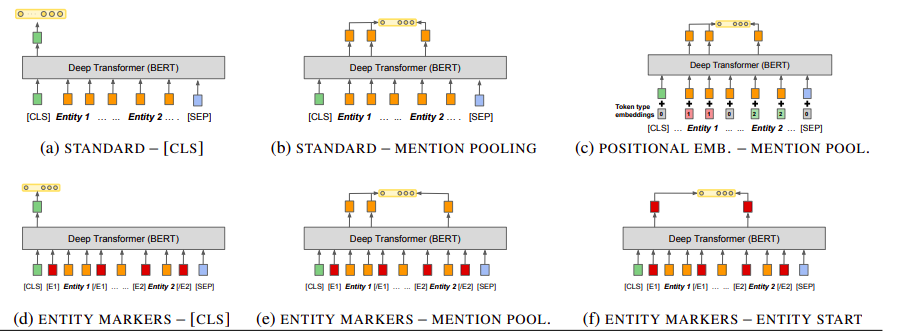 Deep Transformer (BERT)
[CLS] Entity 1 ... ... Entity 2 ... . [SEP]
(a) STANDARD – [CLS]
Deep Transformer (BERT)
[CLS] Entity 1 ... ... Entity 2 ... . [SEP]
(b) STANDARD – MENTION POOLING
Deep Transformer (BERT)
Token type
embeddings
+ + + + + + +
0 1 1 0 2 2 0
[CLS] ... Entity 1 ... Entity 2 ... [SEP]
(c) POSITIONAL EMB. – MENTION POOL.
Deep Transformer (BERT)
[CLS] [E1] Entity 1 [/E1] ... ... [E2] Entity 2 [/E2] [SEP]
(d) ENTITY MARKERS – [CLS]
Deep Transformer (BERT)
[CLS] [E1] Entity 1 [/E1] ... ... [E2] Entity 2 [/E2] [SEP]
(e) ENTITY MARKERS – MENTION POOL.
Deep Transformer (BERT)
[CLS] [E1] Entity 1 [/E1] ... ... [E2] Entity 2 [/E2] [SEP]
(f) ENTITY MARKERS – ENTITY START